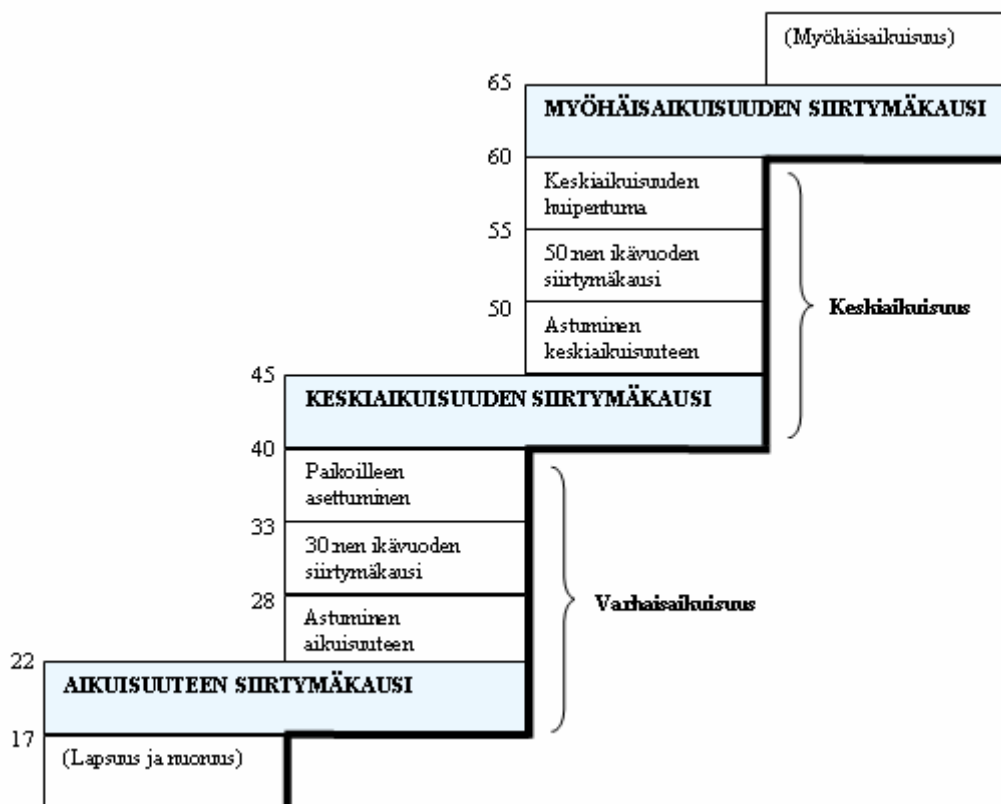 (Myöhäisaikuisuus)
65
MYÖHÄISAIKUISUUDEN SIIRTYMÄKAUSI
60
Keskiaikuisuuden
huipentuma
55
50 nen ikävuoden
siirtymäkausi
50
Keskiaikuisuus
Astuminen
keskiaikuisuuteen
45
KESKIAIKUISUUDEN SIIRTYMÄKAUSI
40
Paikoilleen
asettuminen
33
30 nen ikävuoden
siirtymäkausi
28
Varhaisaikuisuus
Astuminen
aikuisuuteen
22
AIKUISUUTEEN SIIRTYMÄKAUSI
17
(Lapsuus ja nuoruus)